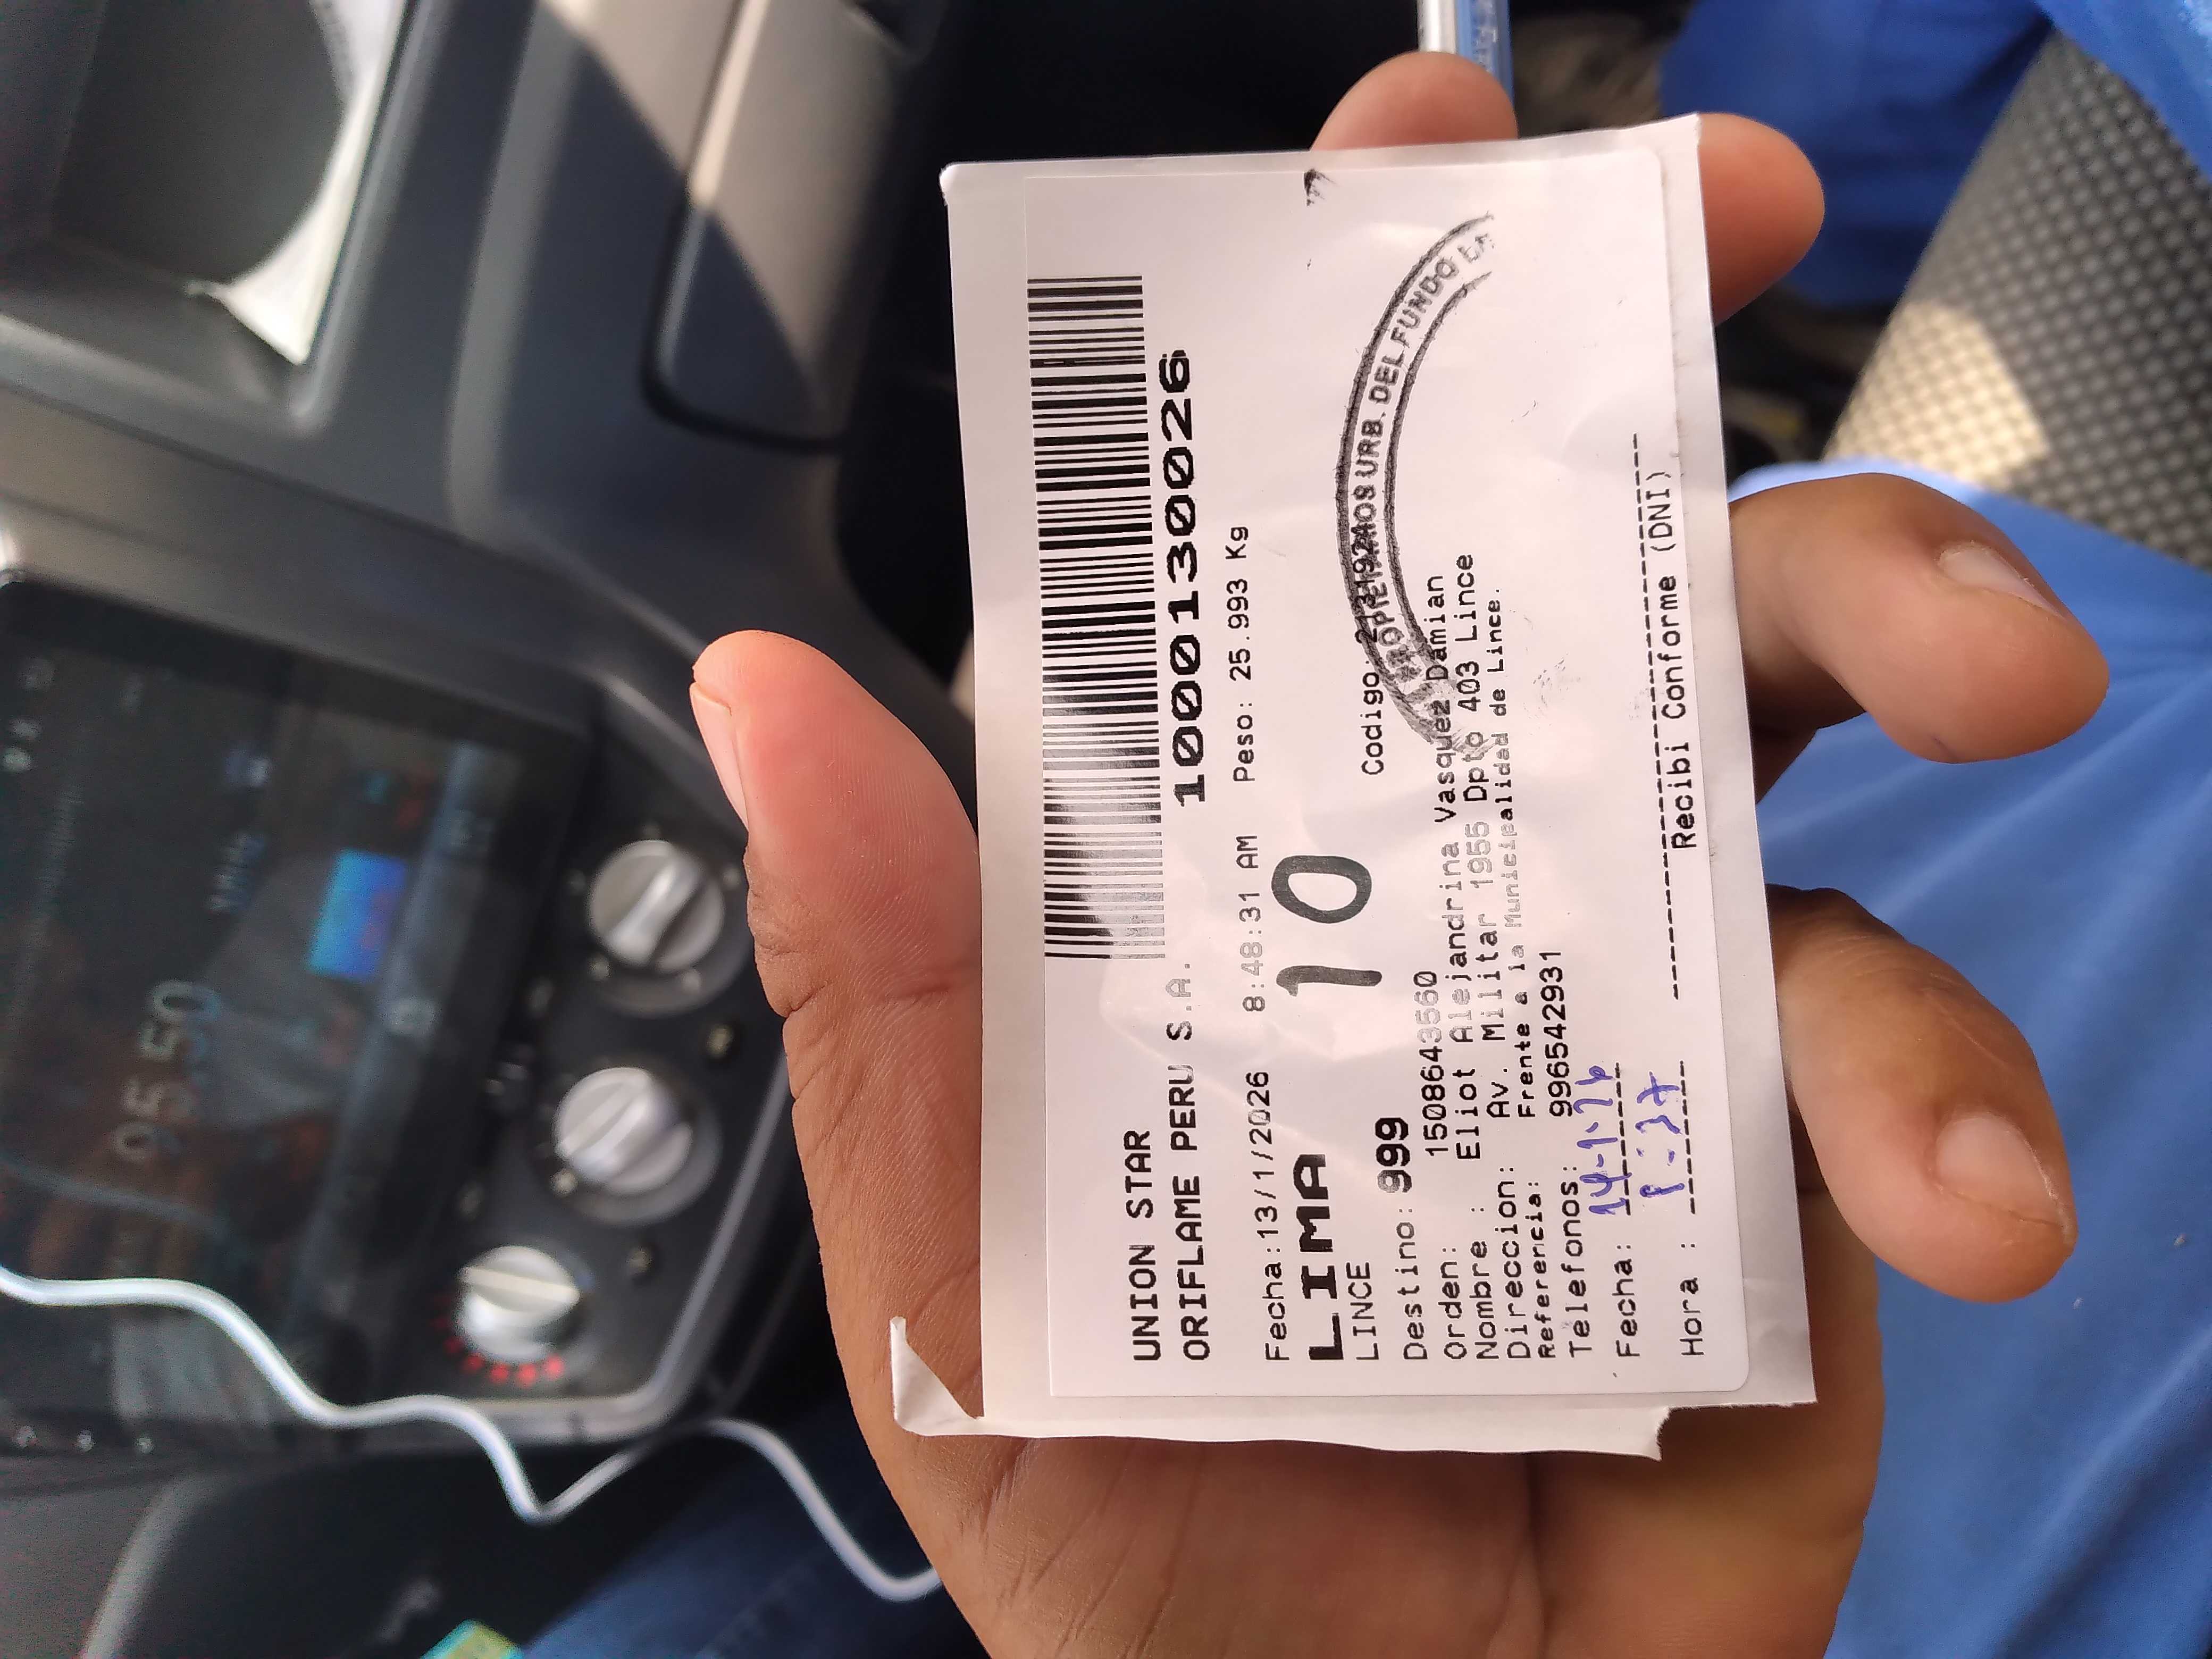 UNION STAR
ORIFLAME PERU S.A.
1000130026
Fecha:13/1/2026 8:48:31 AM Peso: 25.993 Kg
LIMA 10
LINCE
Codigo:
Destino: 999
Orden: 1508643560
Nombre : Eliot Alejandrina Vasquez Damian
Direccion: Av. Militar 1955 Dpto 403 Lince
Referencia: Frente a la Municipalidad de Lince.
Telefonos: 996542931
Fecha: 14-1-26
Hora :
Recibi Conforme (DNI)
URB. DEL FUNDO
05:50